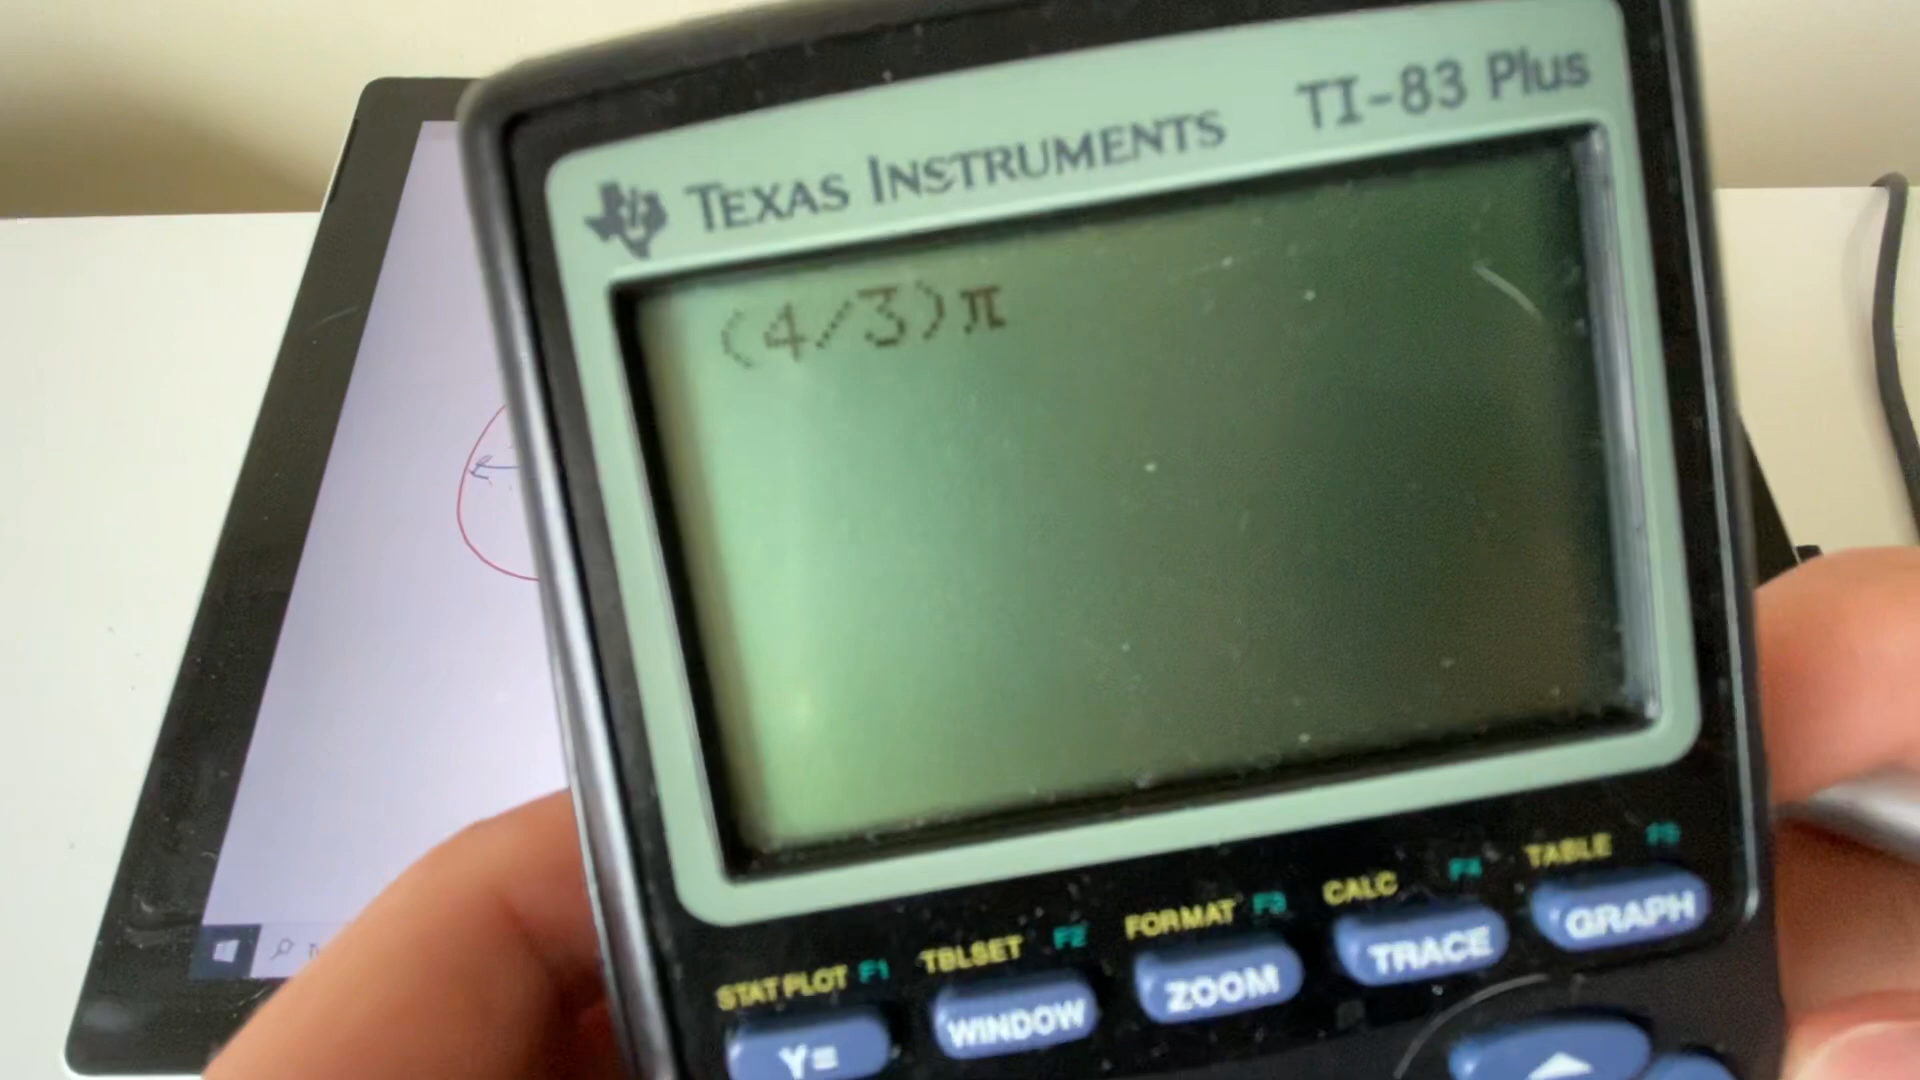 TI-83 Plus
TEXAS INSTRUMENTS
(4/3)π
STAT PLOT F1 TBLSET F2 FORMAT F3 CALC F4 TABLE F5
Y= WINDOW ZOOM TRACE GRAPH